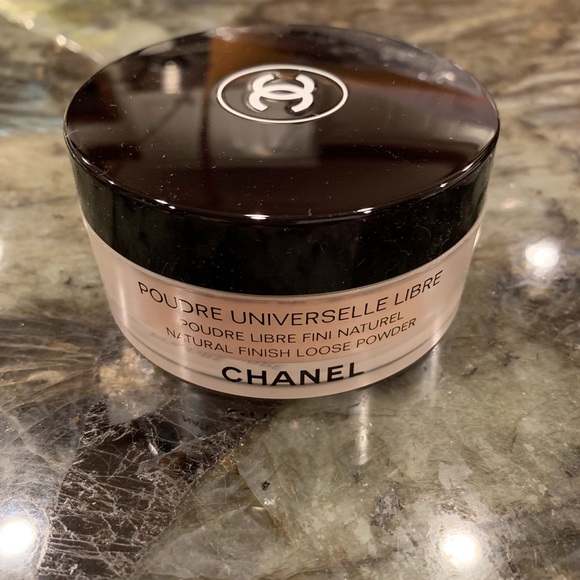 POUDRE UNIVERSELLE LIBRE
POUDRE LIBRE FINI NATUREL
NATURAL FINISH LOOSE POWDER
CHANEL